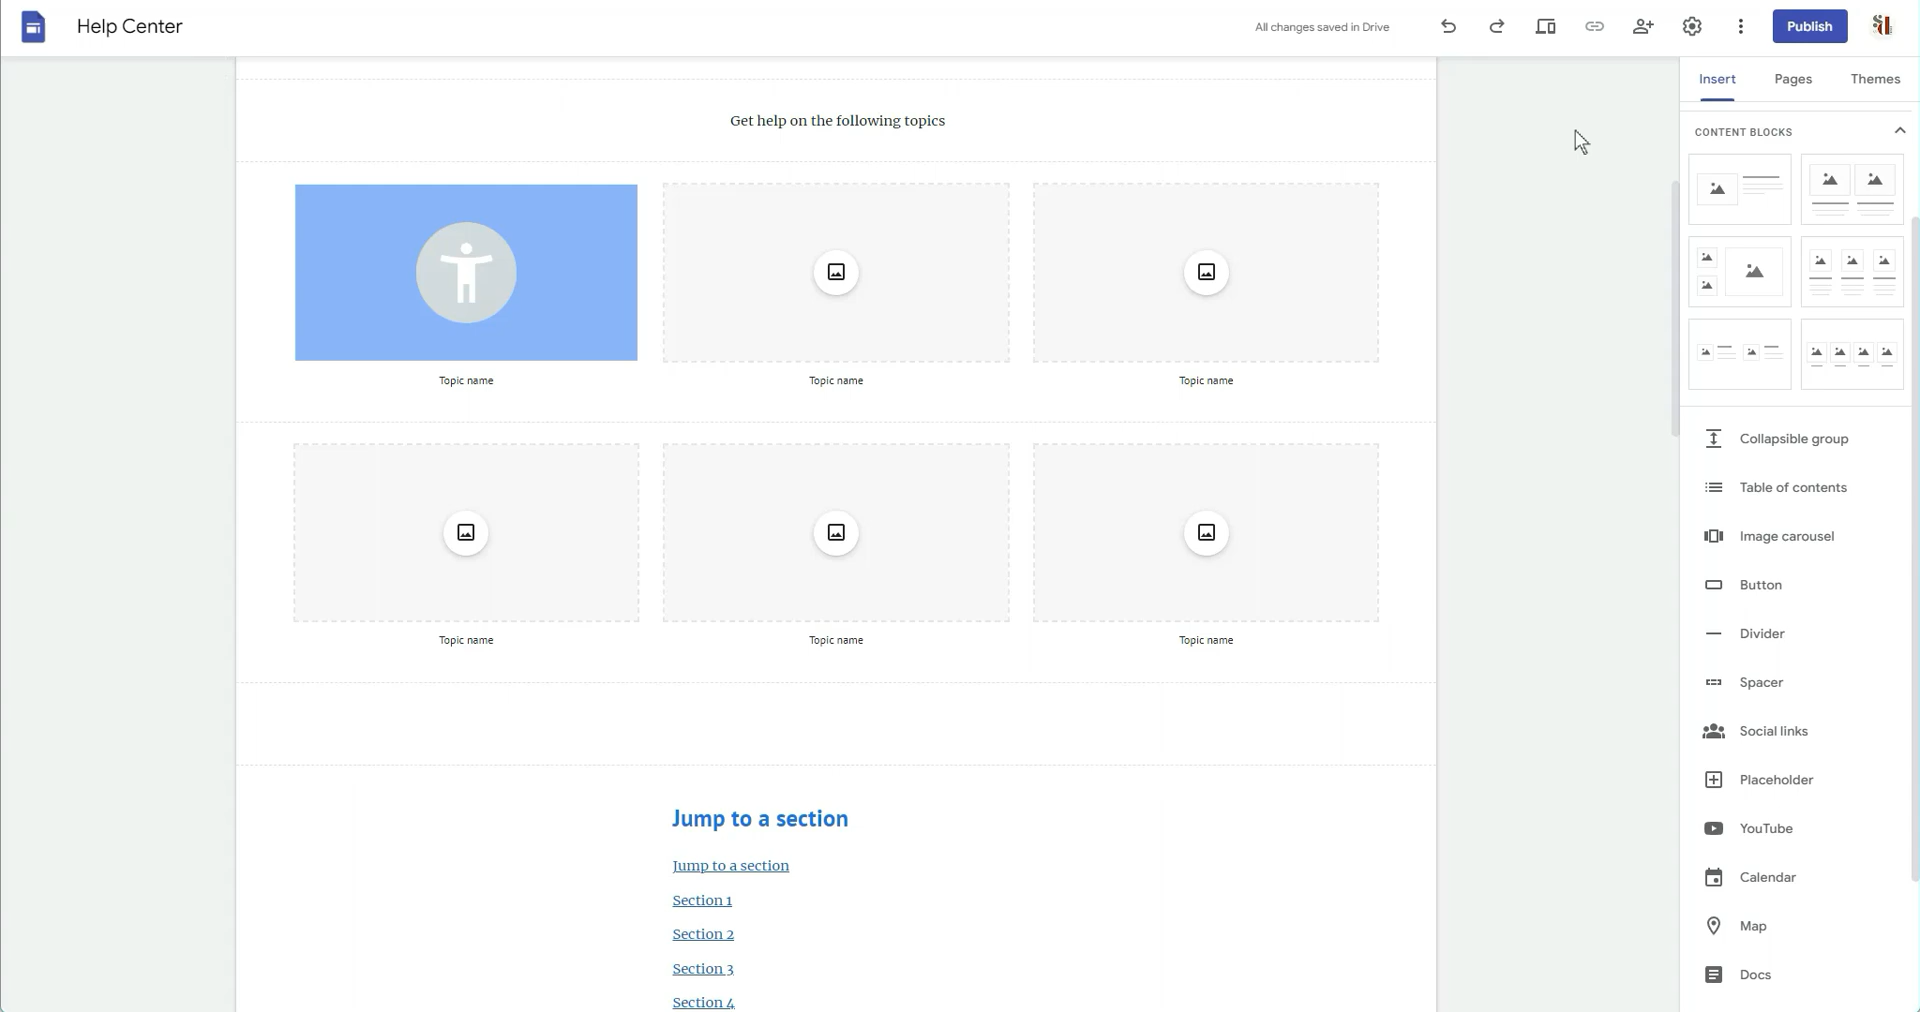 Help Center
All changes saved in Drive
Publish
Insert Pages Themes
CONTENT BLOCKS
Get help on the following topics
Topic name Topic name Topic name
Topic name Topic name Topic name
Jump to a section
Jump to a section
Section 1
Section 2
Section 3
Section 4
Collapsible group
Table of contents
Image carousel
Button
Divider
Spacer
Social links
Placeholder
YouTube
Calendar
Map
Docs